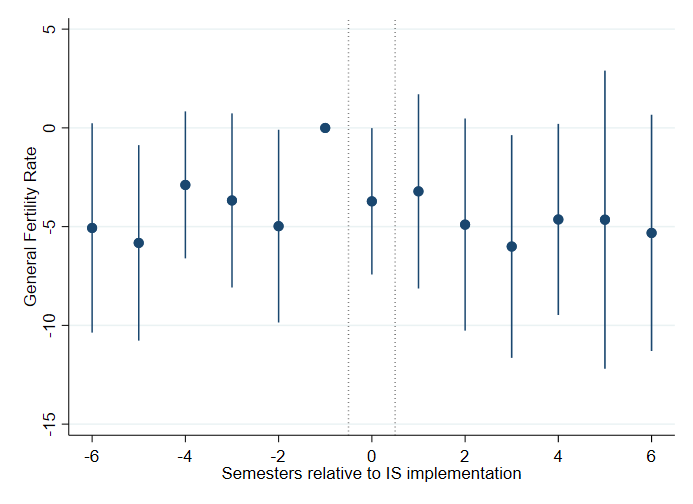 General Fertility Rate
5
0
-5
-10
-15
-6 -4 -2 0 2 4 6
Semesters relative to IS implementation